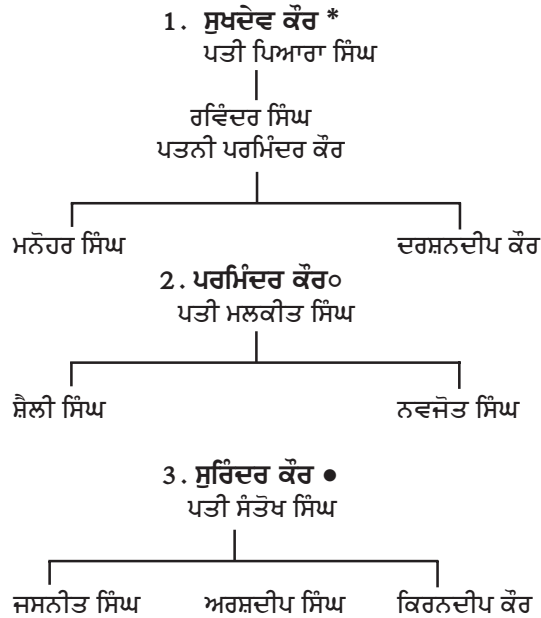 1. ਸੁਖਦੇਵ ਕੌਰ *
ਪਤੀ ਪਿਆਰਾ ਸਿੰਘ
ਰਵਿੰਦਰ ਸਿੰਘ
ਪਤਨੀ ਪਰਮਿੰਦਰ ਕੌਰ
ਮਨੋਹਰ ਸਿੰਘ ਦਰਸ਼ਨਦੀਪ ਕੌਰ
2. ਪਰਮਿੰਦਰ ਕੌਰ○
ਪਤੀ ਮਲਕੀਤ ਸਿੰਘ
ਸ਼ੈਲੀ ਸਿੰਘ ਨਵਜੋਤ ਸਿੰਘ
3. ਸੁਰਿੰਦਰ ਕੌਰ ●
ਪਤੀ ਸੰਤੋਖ ਸਿੰਘ
ਜਸਨੀਤ ਸਿੰਘ ਅਰਸ਼ਦੀਪ ਸਿੰਘ ਕਿਰਨਦੀਪ ਕੌਰ